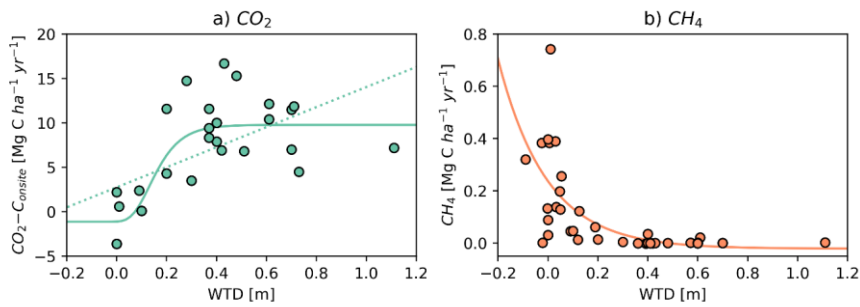 a) CO₂
CO₂−C_onsite [Mg C ha⁻¹ yr⁻¹]
20
15
10
5
0
−5
−0.2 0.0 0.2 0.4 0.6 0.8 1.0 1.2
WTD [m]
b) CH₄
CH₄ [Mg C ha⁻¹ yr⁻¹]
0.8
0.6
0.4
0.2
0.0
−0.2 0.0 0.2 0.4 0.6 0.8 1.0 1.2
WTD [m]